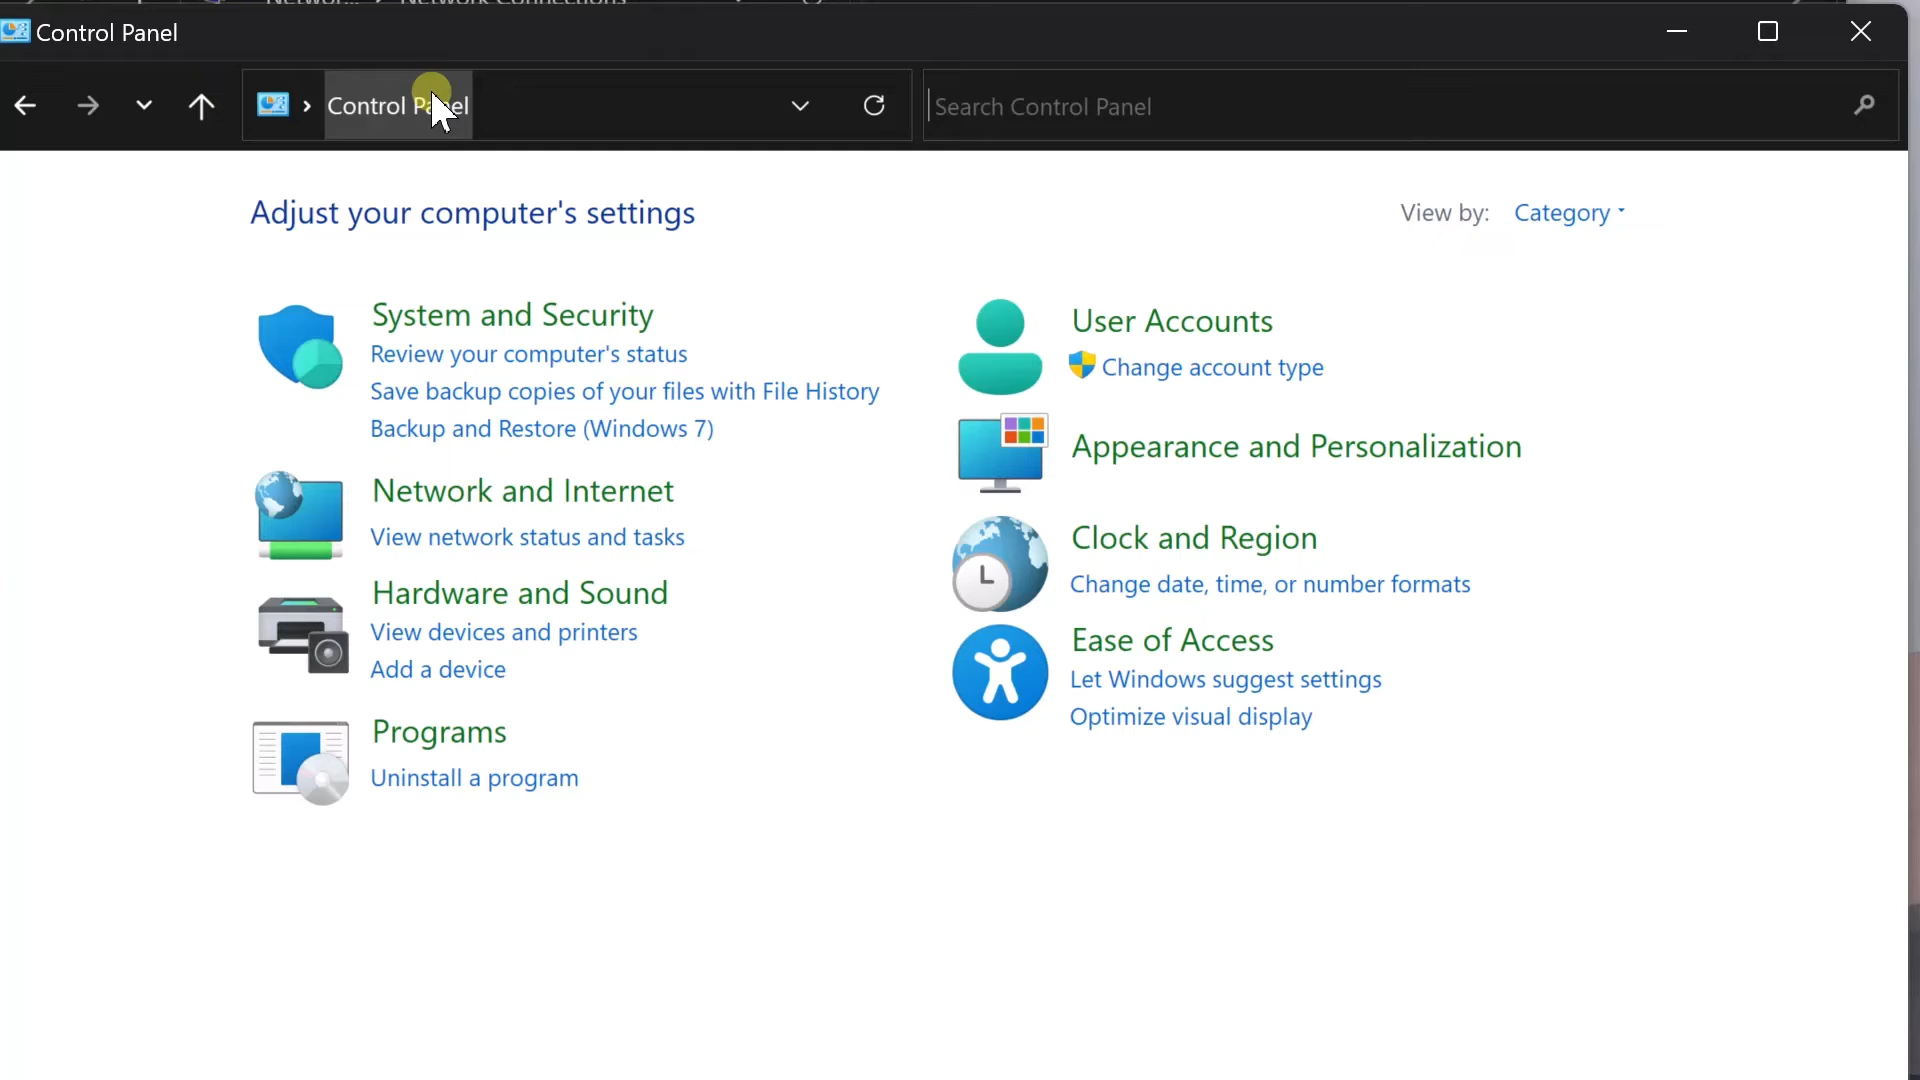 Network Connections
Control Panel
Control Panel
Search Control Panel
Adjust your computer's settings
View by: Category
System and Security
Review your computer's status
Save backup copies of your files with File History
Backup and Restore (Windows 7)
Network and Internet
View network status and tasks
Hardware and Sound
View devices and printers
Add a device
Programs
Uninstall a program
User Accounts
Change account type
Appearance and Personalization
Clock and Region
Change date, time, or number formats
Ease of Access
Let Windows suggest settings
Optimize visual display